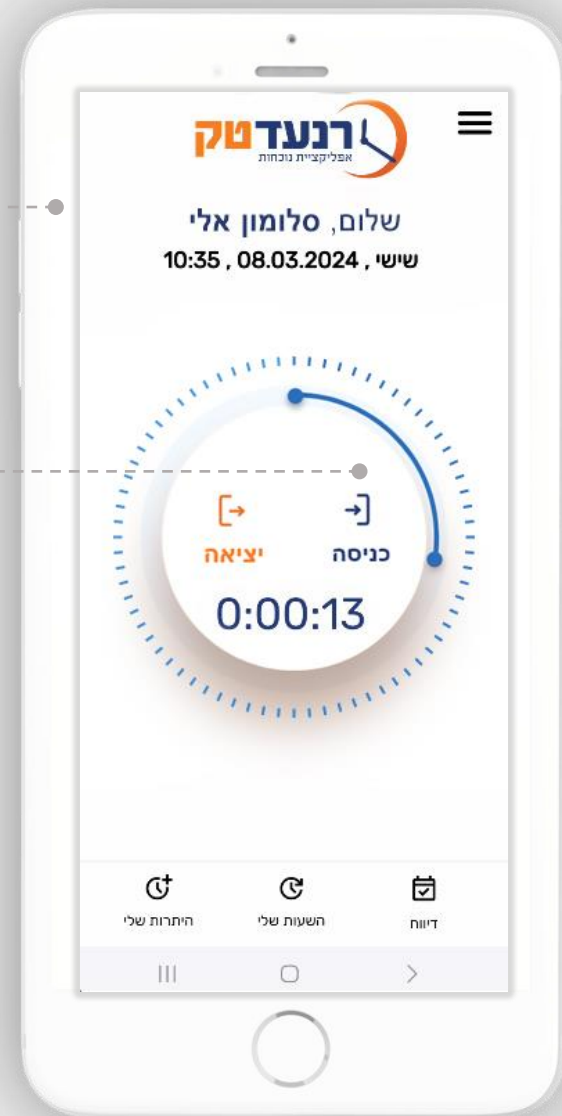 רנעדטק
אפליקציית נוכחות
שלום, סלומון אלי
שישי , 08.03.2024 , 10:35
כניסה יציאה
0:00:13
דיווח השעות שלי היתרות שלי